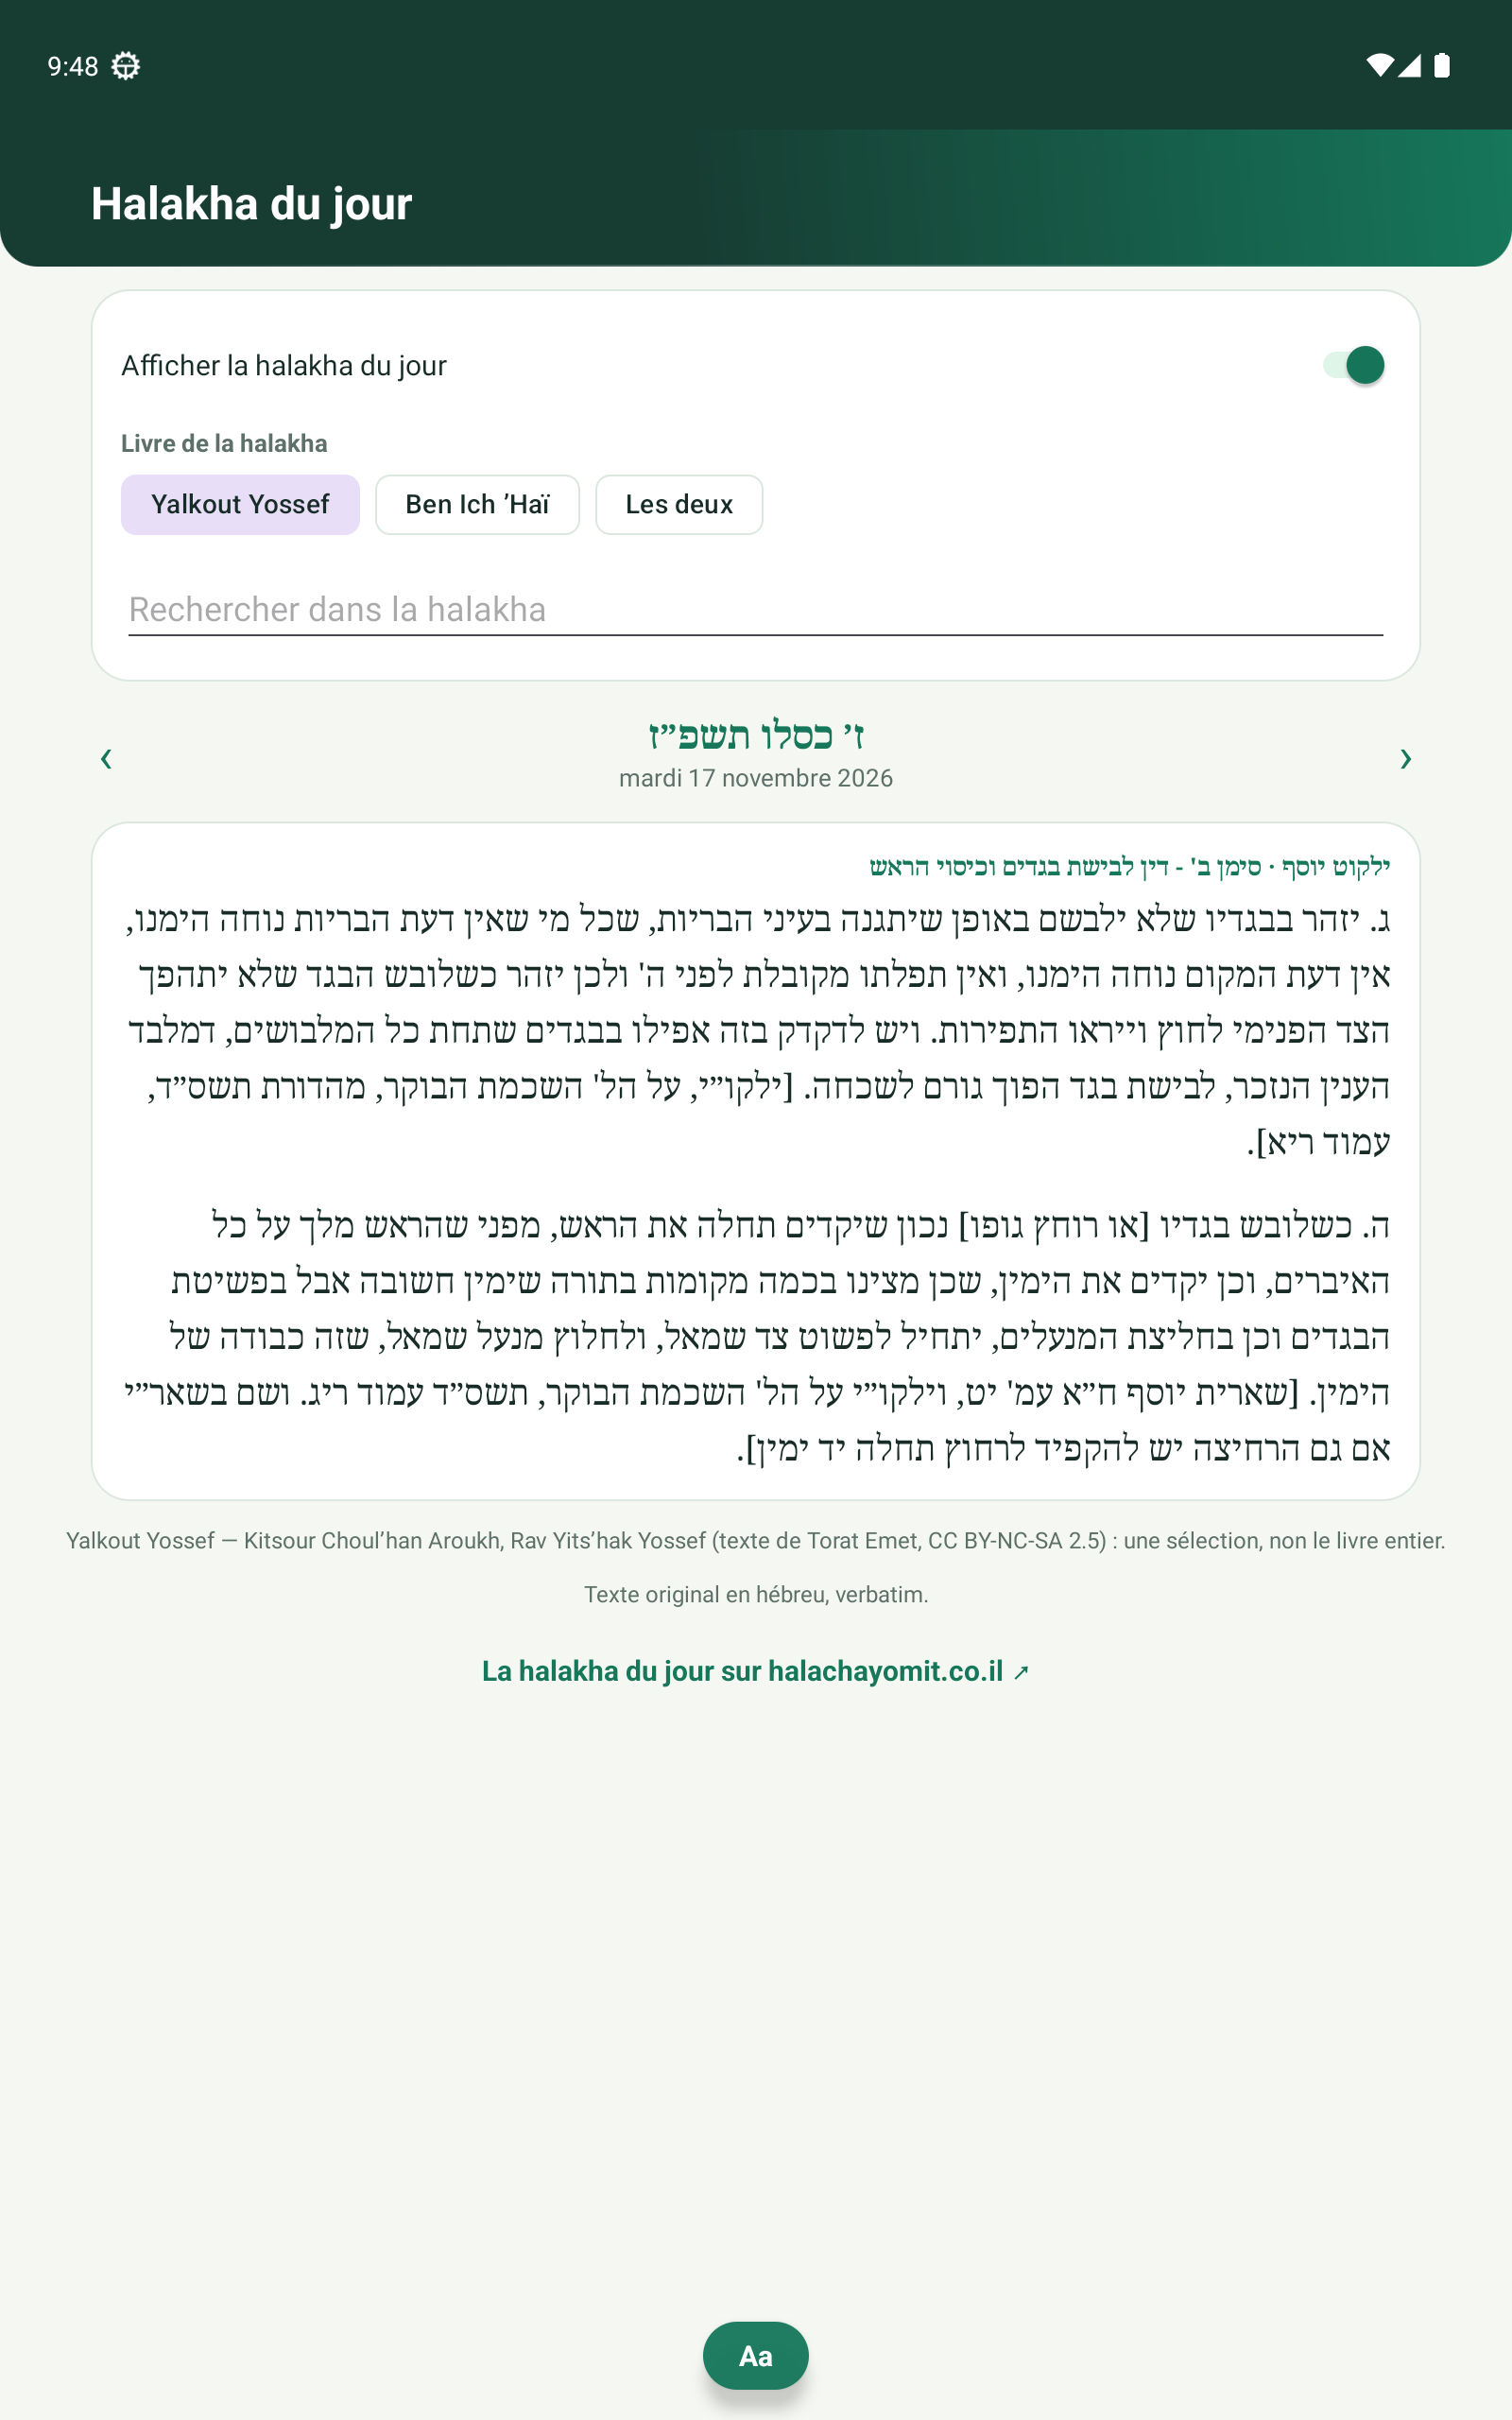 9:48
Halakha du jour
Afficher la halakha du jour
Livre de la halakha
Yalkout Yossef
Ben Ich ’Haï
Les deux
Rechercher dans la halakha
‹
ז׳ כסלו תשפ״ז
›
mardi 17 novembre 2026
ילקוט יוסף · סימן ב' - דין לבישת בגדים וכיסוי הראש
ג. יזהר בבגדיו שלא ילבשם באופן שיתגנה בעיני הבריות, שכל מי שאין דעת הבריות נוחה הימנו,
אין דעת המקום נוחה הימנו, ואין תפלתו מקובלת לפני ה' ולכן יזהר כשלובש הבגד שלא יתהפך
הצד הפנימי לחוץ וייראו התפירות. ויש לדקדק בזה אפילו בבגדים שתחת כל המלבושים, דמלבד
הענין הנזכר, לבישת בגד הפוך גורם לשכחה. [ילקו״י, על הל' השכמת הבוקר, מהדורת תשס״ד,
עמוד ריא].
ה. כשלובש בגדיו [או רוחץ גופו] נכון שיקדים תחלה את הראש, מפני שהראש מלך על כל
האיברים, וכן יקדים את הימין, שכן מצינו בכמה מקומות בתורה שימין חשובה אבל בפשיטת
הבגדים וכן בחליצת המנעלים, יתחיל לפשוט צד שמאל, ולחלוץ מנעל שמאל, שזה כבודה של
הימין. [שארית יוסף ח״א עמ' יט, וילקו״י על הל' השכמת הבוקר, תשס״ד עמוד ריג. ושם בשאר״י
אם גם הרחיצה יש להקפיד לרחוץ תחלה יד ימין].
Yalkout Yossef — Kitsour Choul’han Aroukh, Rav Yits’hak Yossef (texte de Torat Emet, CC BY-NC-SA 2.5) : une sélection, non le livre entier.
Texte original en hébreu, verbatim.
La halakha du jour sur halachayomit.co.il ↗
Aa